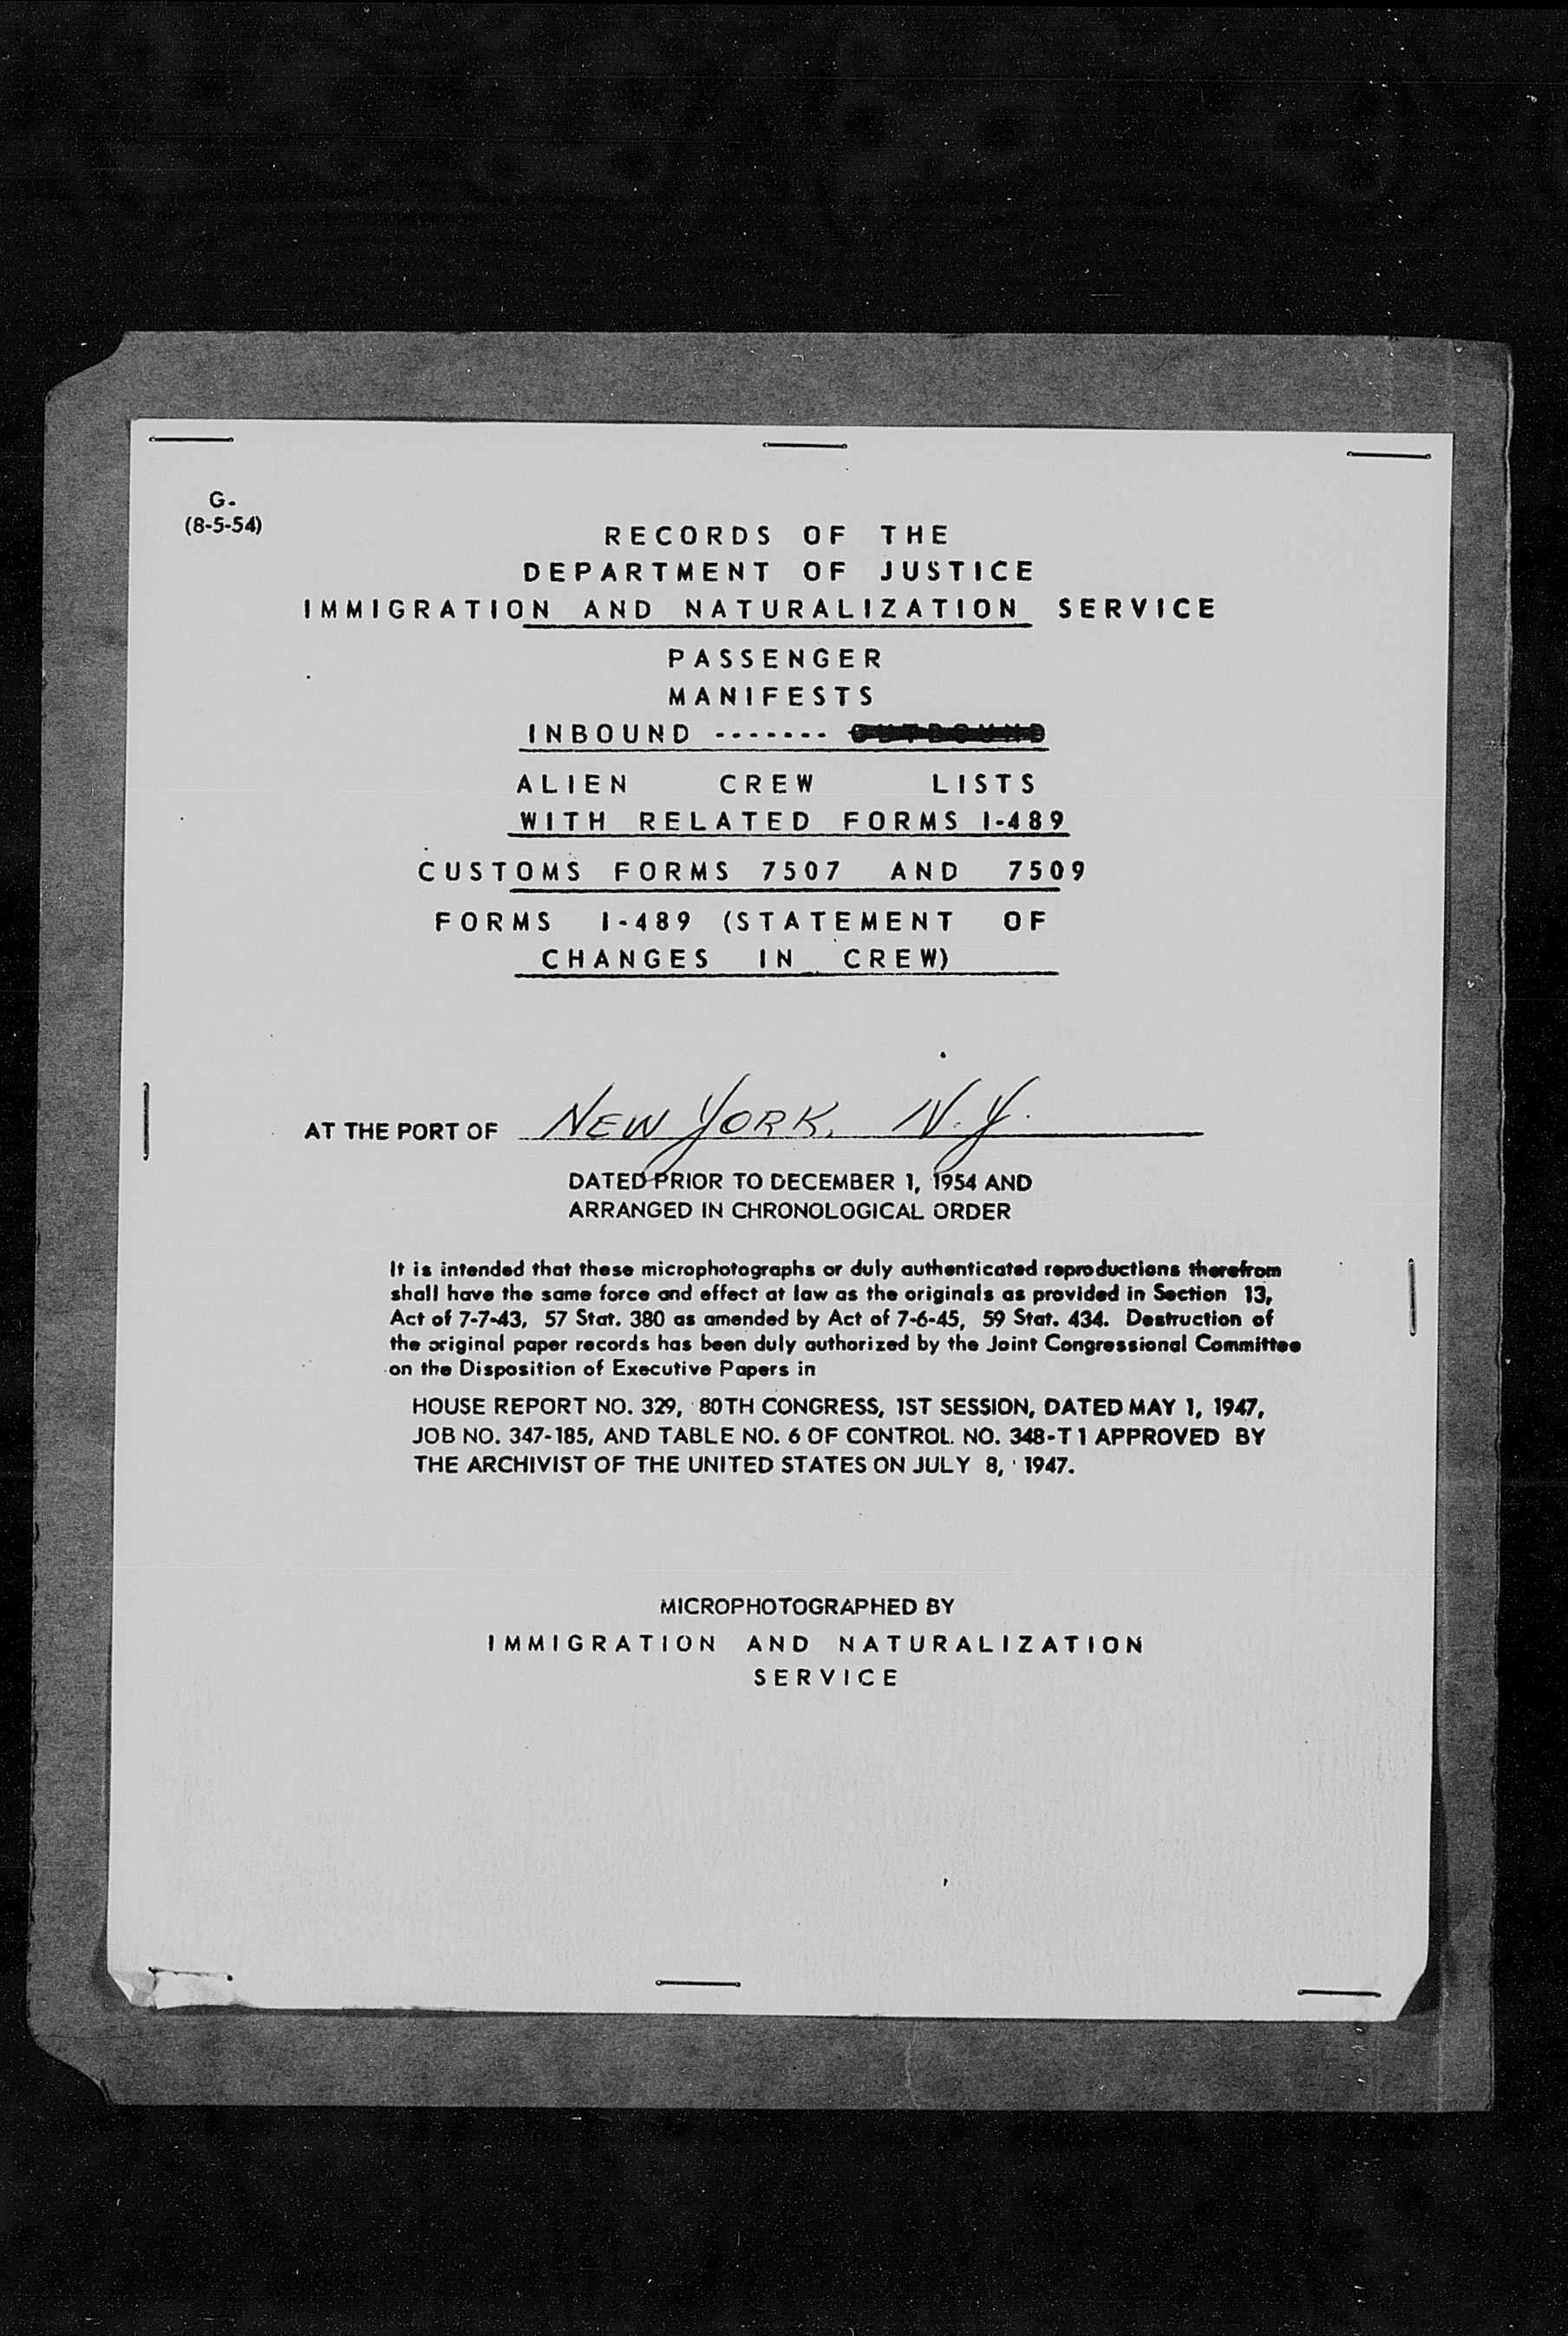 G-
(8-5-54)
RECORDS OF THE
DEPARTMENT OF JUSTICE
IMMIGRATION AND NATURALIZATION SERVICE
PASSENGER
MANIFESTS
INBOUND ------- OUTBOUND
ALIEN CREW LISTS
WITH RELATED FORMS I-489
CUSTOMS FORMS 7507 AND 7509
FORMS I-489 (STATEMENT OF
CHANGES IN CREW)
AT THE PORT OF NEW YORK, N.Y.
DATED PRIOR TO DECEMBER 1, 1954 AND
ARRANGED IN CHRONOLOGICAL ORDER
It is intended that these microphotographs or duly authenticated reproductions therefrom
shall have the same force and effect at law as the originals as provided in Section 13,
Act of 7-7-43, 57 Stat. 380 as amended by Act of 7-6-45, 59 Stat. 434. Destruction of
the original paper records has been duly authorized by the Joint Congressional Committee
on the Disposition of Executive Papers in
HOUSE REPORT NO. 329, 80TH CONGRESS, 1ST SESSION, DATED MAY 1, 1947,
JOB NO. 347-185, AND TABLE NO. 6 OF CONTROL NO. 348-T1 APPROVED BY
THE ARCHIVIST OF THE UNITED STATES ON JULY 8, 1947.
MICROPHOTOGRAPHED BY
IMMIGRATION AND NATURALIZATION
SERVICE